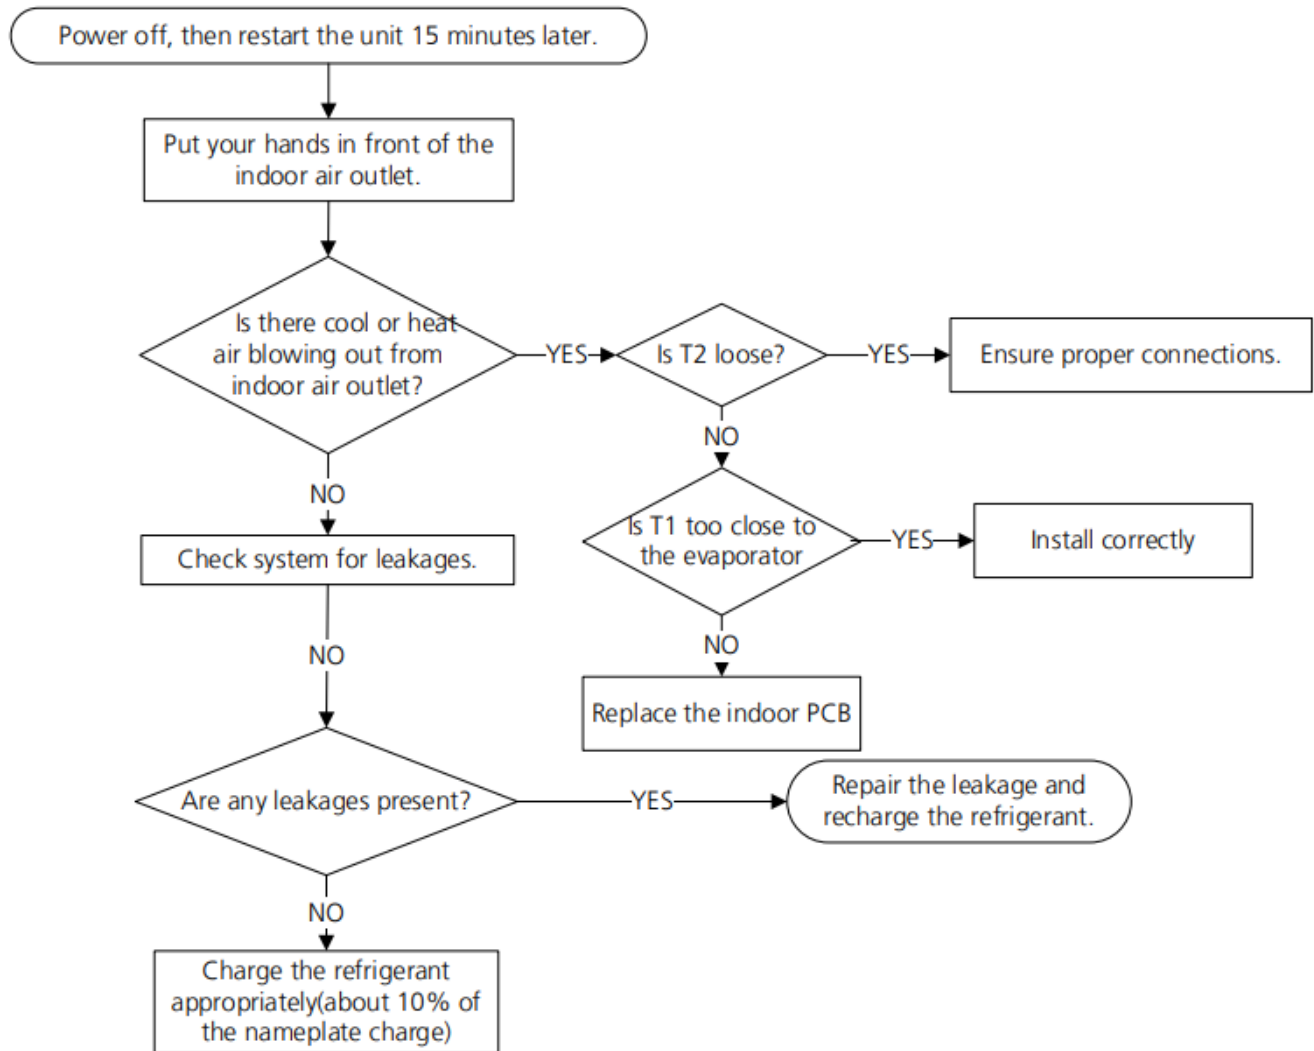 Power off, then restart the unit 15 minutes later.
Put your hands in front of the
indoor air outlet.
Is there cool or heat
air blowing out from
indoor air outlet?
YES
Is T2 loose?
YES
Ensure proper connections.
NO
NO
Is T1 too close to
the evaporator
YES
Install correctly
Check system for leakages.
NO
NO
Replace the indoor PCB
Are any leakages present?
YES
Repair the leakage and
recharge the refrigerant.
NO
Charge the refrigerant
appropriately(about 10% of
the nameplate charge)